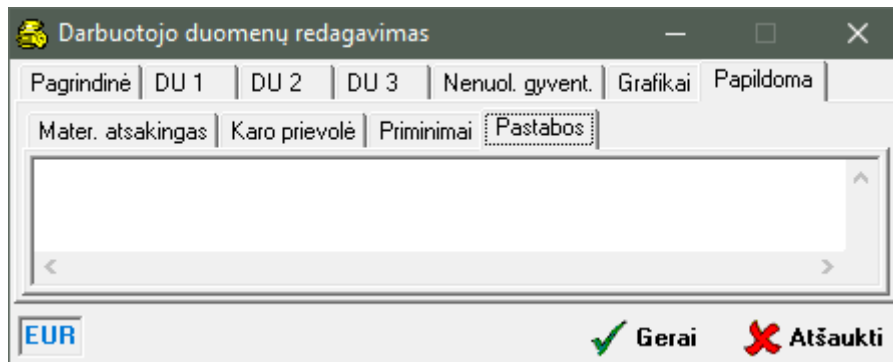 Darbuotojo duomenų redagavimas
Pagrindinė DU 1 DU 2 DU 3 Nenuol. gyvent. Grafikai Papildoma
Mater. atsakingas Karo prievolė Priminimai Pastabos
EUR Gerai Atšaukti